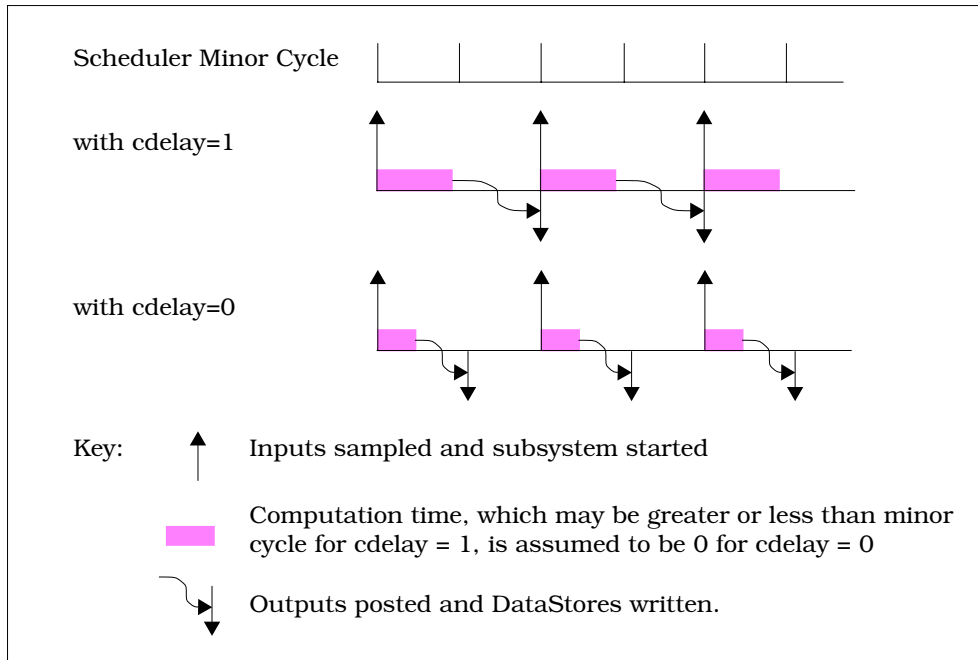 Scheduler Minor Cycle
with cdelay=1
with cdelay=0
Key:
Inputs sampled and subsystem started
Computation time, which may be greater or less than minor
cycle for cdelay = 1, is assumed to be 0 for cdelay = 0
Outputs posted and DataStores written.